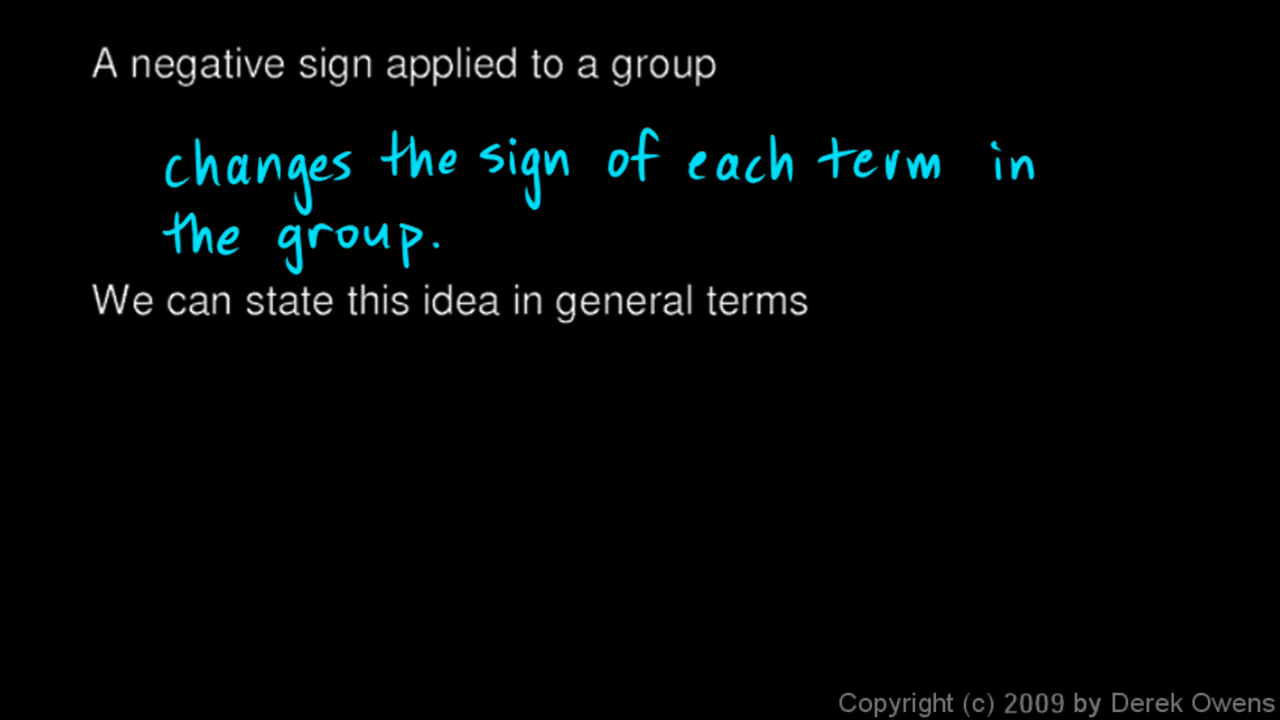 A negative sign applied to a group
changes the sign of each term in
the group.
We can state this idea in general terms
Copyright (c) 2009 by Derek Owens